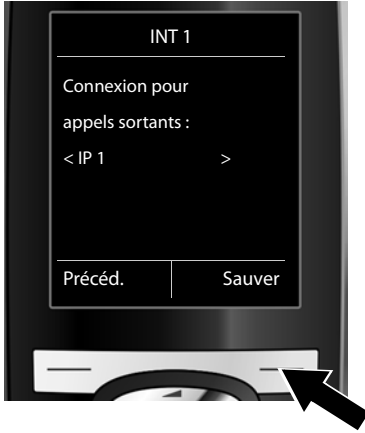 INT 1
Connexion pour
appels sortants :
< IP 1 >
Précéd. Sauver